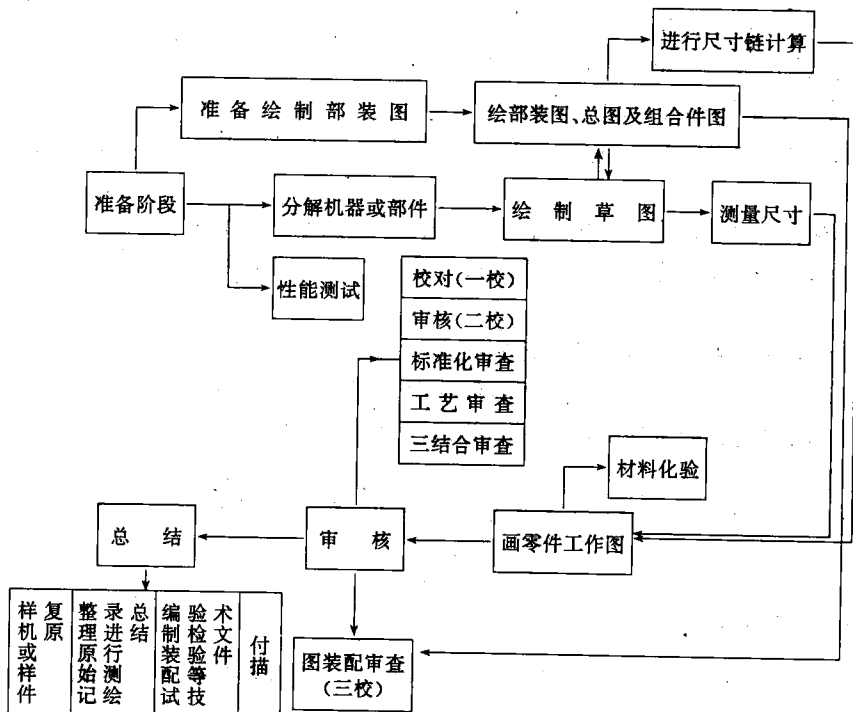 进行尺寸链计算
准备绘制部装图
绘部装图、总图及组合件图
准备阶段
分解机器或部件
绘制草图
测量尺寸
性能测试
校对(一校)
审核(二校)
标准化审查
工艺审查
三结合审查
材料化验
总结
审核
画零件工作图
复原
样机或样件
总结
录进行测绘
整理原始记
术文件
验检验等技
编制装配试
付描
图装配审查
(三校)